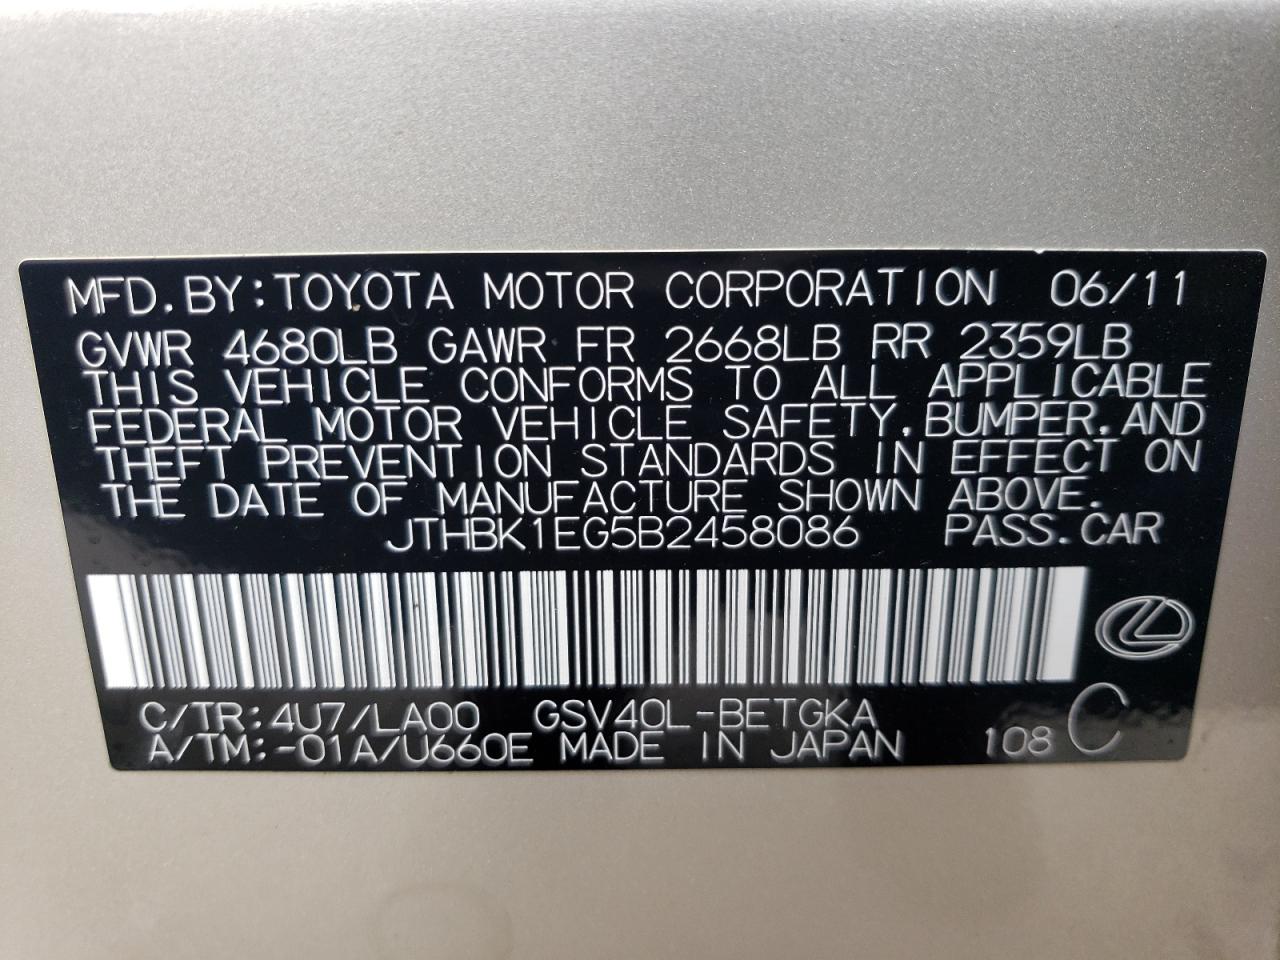 MFD.BY:TOYOTA MOTOR CORPORATION 06/11
GVWR 4680LB GAWR FR 2668LB RR 2359LB
THIS VEHICLE CONFORMS TO ALL APPLICABLE
FEDERAL MOTOR VEHICLE SAFETY,BUMPER,AND
THEFT PREVENTION STANDARDS IN EFFECT ON
THE DATE OF MANUFACTURE SHOWN ABOVE.
JTHBK1EG5B2458086 PASS.CAR
C/TR:4U7/LA00 GSV40L-BETGKA
A/TM:-01A/U660E MADE IN JAPAN 108 C